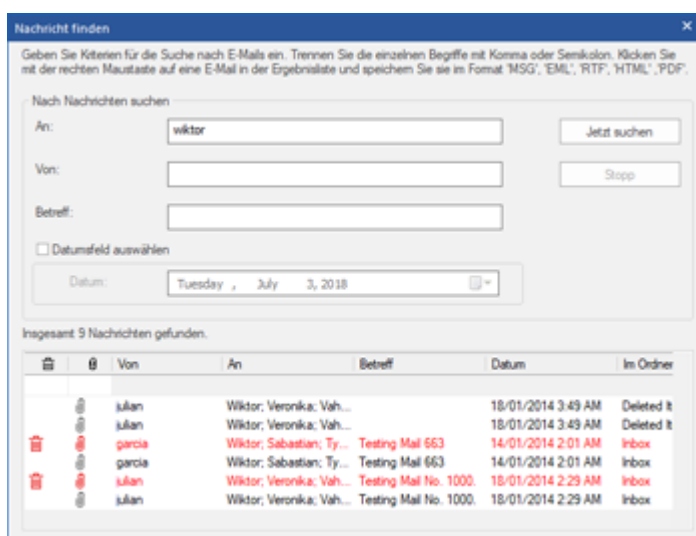 Nachricht finden
Geben Sie Kriterien für die Suche nach E-Mails ein. Trennen Sie die einzelnen Begriffe mit Komma oder Semikolon. Klicken Sie
mit der rechten Maustaste auf eine E-Mail in der Ergebnisliste und speichern Sie sie im Format 'MSG', 'EML', 'RTF', 'HTML' ,'PDF'.
Nach Nachrichten suchen
An: wiktor Jetzt suchen
Von: Stopp
Betreff:
Datumsfeld auswählen
Datum: Tuesday , July 3, 2018
Insgesamt 9 Nachrichten gefunden.
Von An Betreff Datum Im Ordner
julian Wiktor; Veronika; Vah... 18/01/2014 3:49 AM Deleted It
julian Wiktor; Veronika; Vah... 18/01/2014 3:49 AM Deleted It
garcia Wiktor; Sabastian; Ty... Testing Mail 663 14/01/2014 2:01 AM Inbox
garcia Wiktor; Sabastian; Ty... Testing Mail 663 14/01/2014 2:01 AM Inbox
julian Wiktor; Veronika; Vah... Testing Mail No. 1000. 18/01/2014 2:29 AM Inbox
julian Wiktor; Veronika; Vah... Testing Mail No. 1000. 18/01/2014 2:29 AM Inbox